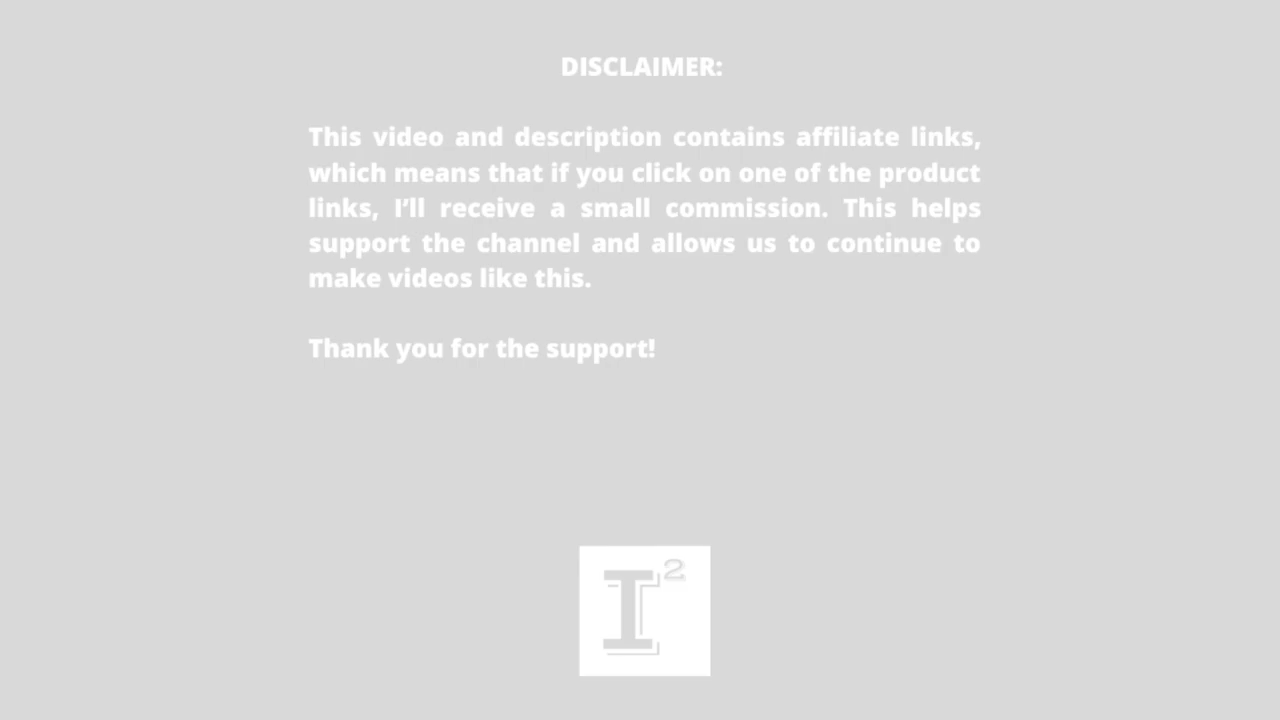 DISCLAIMER:
This video and description contains affiliate links,
which means that if you click on one of the product
links, I’ll receive a small commission. This helps
support the channel and allows us to continue to
make videos like this.
Thank you for the support!
I²